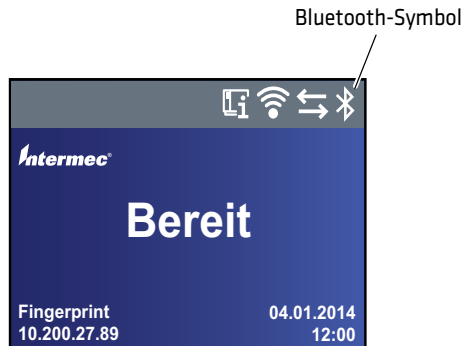 Bluetooth-Symbol
Intermec®
Bereit
Fingerprint 04.01.2014
10.200.27.89 12:00